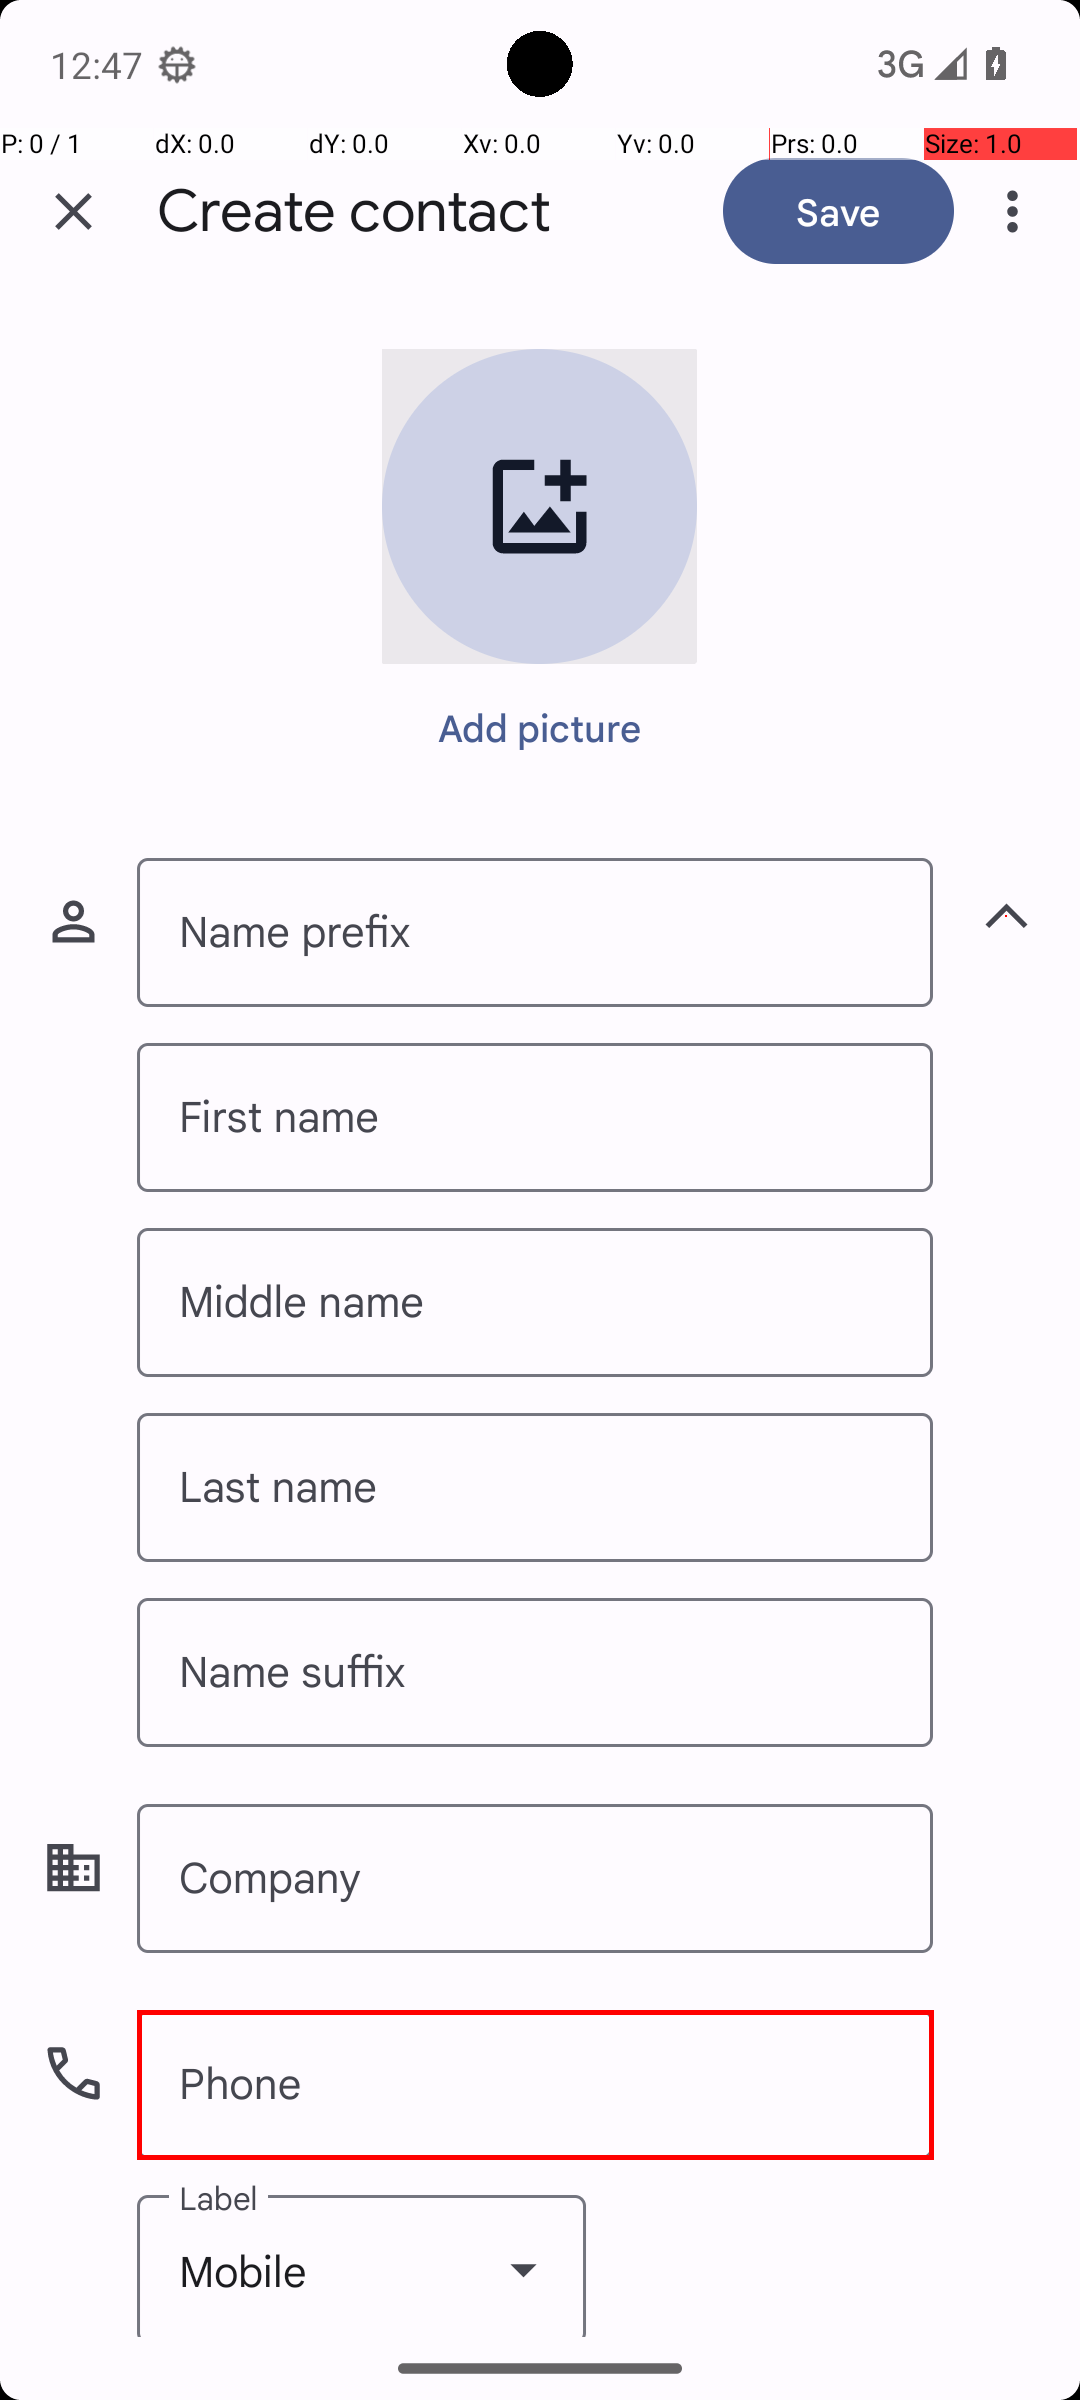 12:47 3G
P: 0 / 1 dX: 0.0 dY: 0.0 Xv: 0.0 Yv: 0.0 Prs: 0.0 Size: 1.0
Create contact Save
Add picture
Name prefix
First name
Middle name
Last name
Name suffix
Company
Phone
Label
Mobile